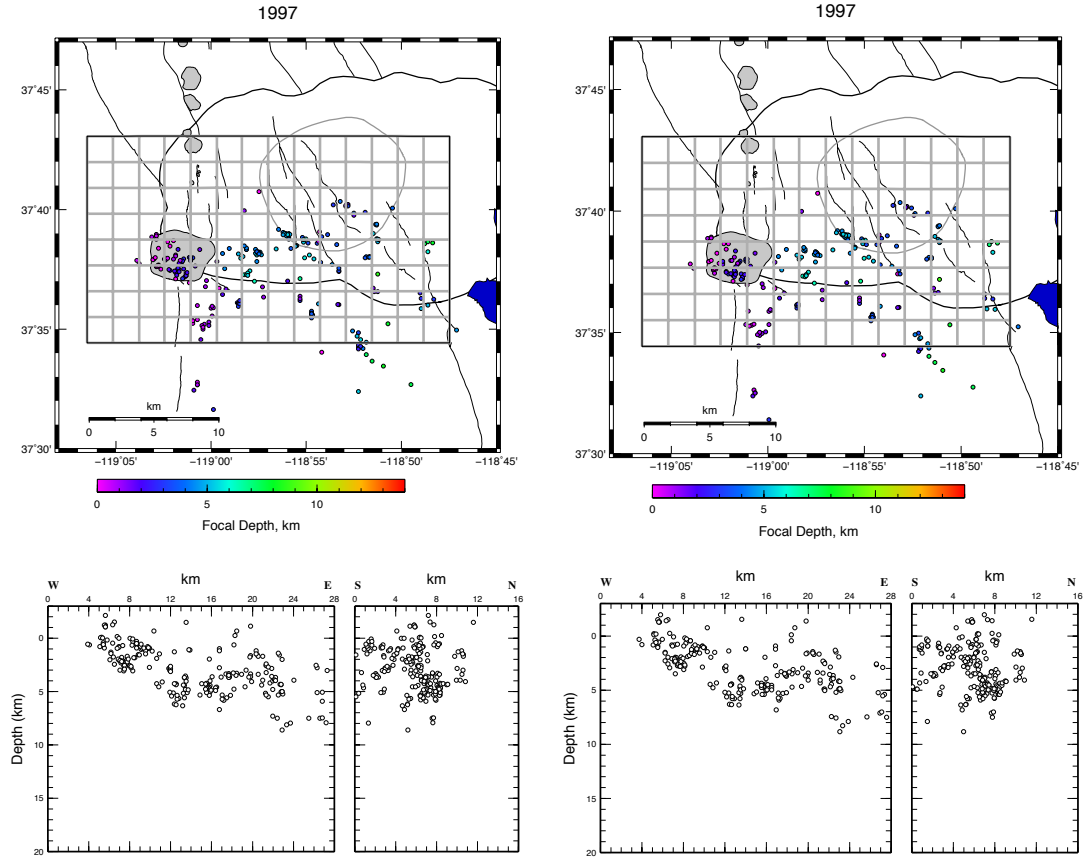 1997
37˚45'
37˚40'
37˚35'
37˚30'
km
0 5 10
−119˚05' −119˚00' −118˚55' −118˚50' −118˚45'
0 5 10
Focal Depth, km
1997
37˚45'
37˚40'
37˚35'
37˚30'
km
0 5 10
−119˚05' −119˚00' −118˚55' −118˚50' −118˚45'
0 5 10
Focal Depth, km
W km E
0 4 8 12 16 20 24 28
0
5
10
15
20
Depth (km)
S km N
0 4 8 12 16
W km E
0 4 8 12 16 20 24 28
0
5
10
15
20
Depth (km)
S km N
0 4 8 12 16